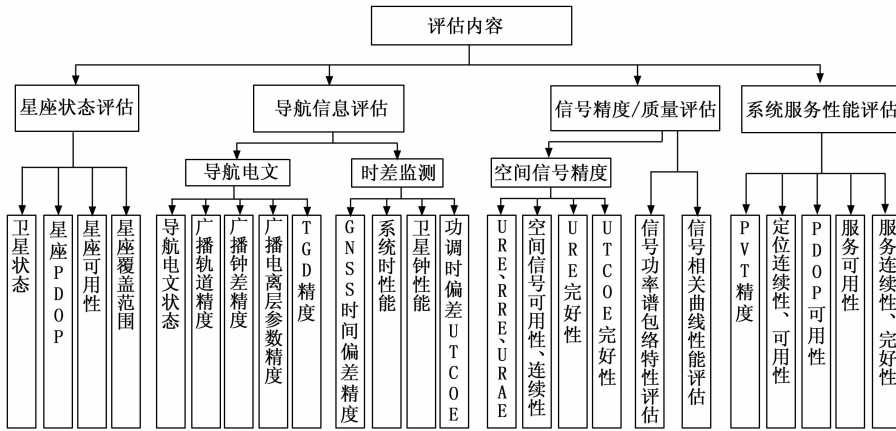 评估内容
星座状态评估
导航信息评估
信号精度/质量评估
系统服务性能评估
导航电文
时差监测
空间信号精度
卫星状态
星座PDOP
星座可用性
星座覆盖范围
导航电文状态
广播轨道精度
广播钟差精度
广播电离层参数精度
TGD精度
GNSS时间偏差精度
系统时性能
卫星钟性能
功调时偏差UTCOE
URE、RRE、URAE
空间信号可用性、连续性
URE完好性
UTCOE完好性
信号功率谱包络特性评估
信号相关曲线性能评估
PVT精度
定位连续性、可用性
PDOP可用性
服务可用性
服务连续性、完好性